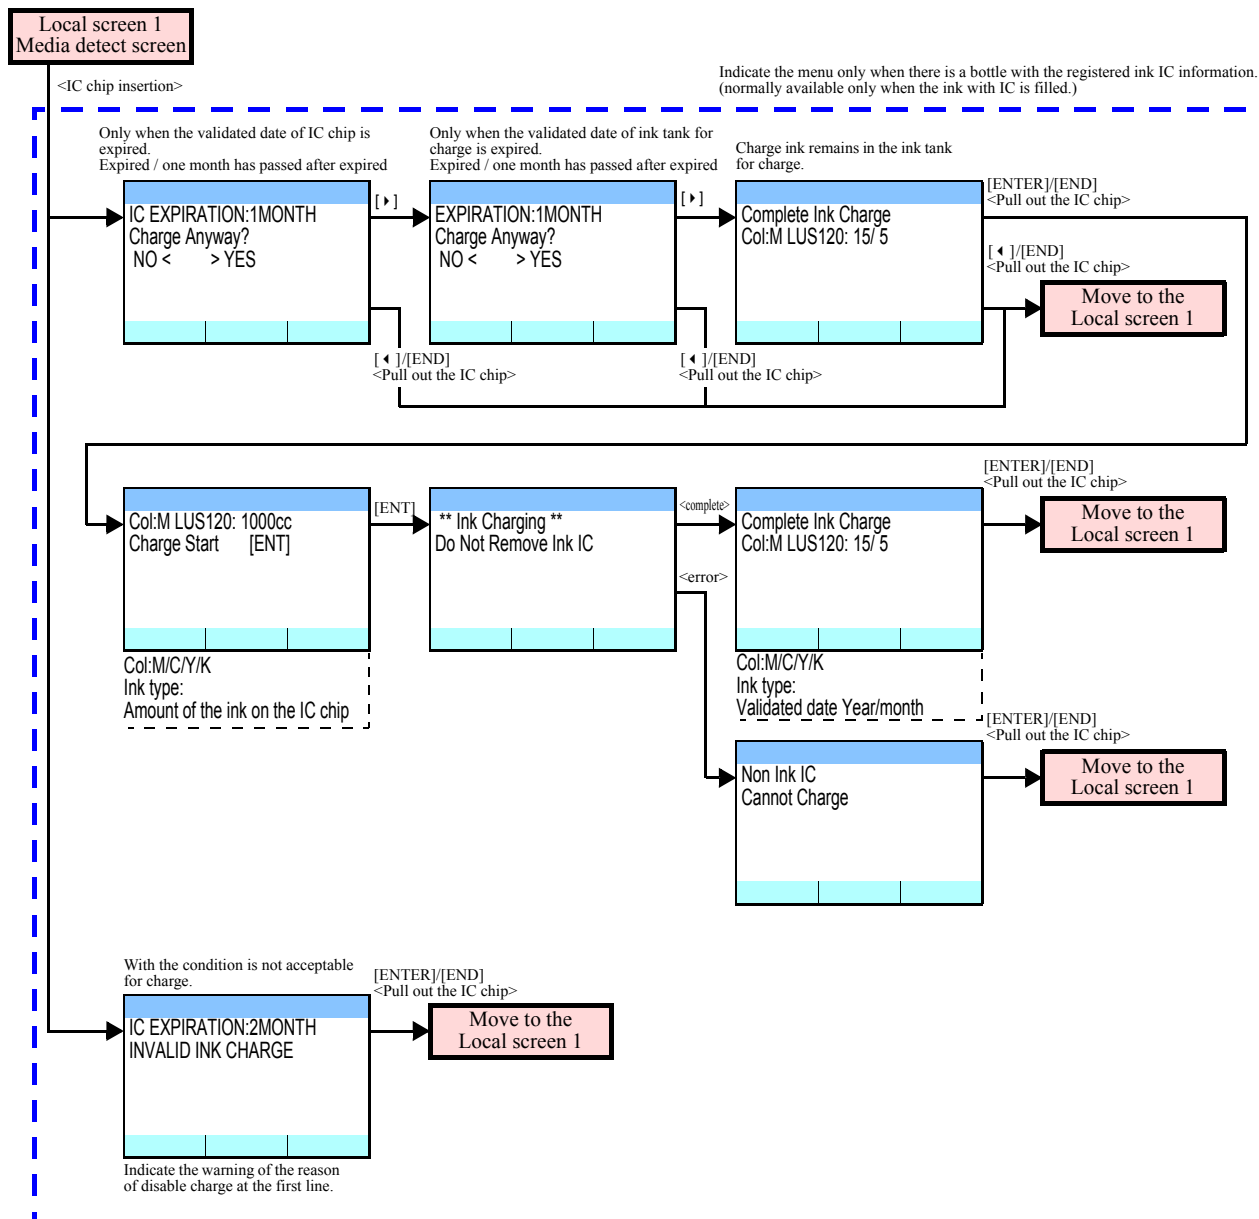 Local screen 1
Media detect screen
<IC chip insertion>
Indicate the menu only when there is a bottle with the registered ink IC information.
(normally available only when the ink with IC is filled.)
Only when the validated date of IC chip is
expired.
Expired / one month has passed after expired
Only when the validated date of ink tank for
charge is expired.
Expired / one month has passed after expired
Charge ink remains in the ink tank
for charge.
IC EXPIRATION:1MONTH
Charge Anyway?
NO < > YES
[ ▶ ]
EXPIRATION:1MONTH
Charge Anyway?
NO < > YES
[ ▶ ]
Complete Ink Charge
Col:M LUS120: 15/ 5
[ENTER]/[END]
<Pull out the IC chip>
[ ◀ ]/[END]
<Pull out the IC chip>
Move to the
Local screen 1
[ ◀ ]/[END]
<Pull out the IC chip>
[ ◀ ]/[END]
<Pull out the IC chip>
Col:M LUS120: 1000cc
Charge Start [ENT]
[ENT]
** Ink Charging **
Do Not Remove Ink IC
<complete>
<error>
Complete Ink Charge
Col:M LUS120: 15/ 5
[ENTER]/[END]
<Pull out the IC chip>
Move to the
Local screen 1
Col:M/C/Y/K
Ink type:
Amount of the ink on the IC chip
Col:M/C/Y/K
Ink type:
Validated date Year/month
Non Ink IC
Cannot Charge
[ENTER]/[END]
<Pull out the IC chip>
Move to the
Local screen 1
With the condition is not acceptable
for charge.
IC EXPIRATION:2MONTH
INVALID INK CHARGE
[ENTER]/[END]
<Pull out the IC chip>
Move to the
Local screen 1
Indicate the warning of the reason
of disable charge at the first line.